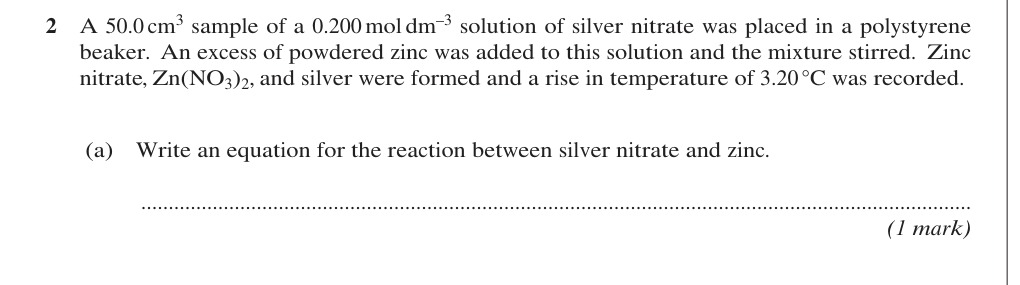 2 A 50.0 cm³ sample of a 0.200 mol dm⁻³ solution of silver nitrate was placed in a polystyrene
beaker. An excess of powdered zinc was added to this solution and the mixture stirred. Zinc
nitrate, Zn(NO₃)₂, and silver were formed and a rise in temperature of 3.20 °C was recorded.
(a) Write an equation for the reaction between silver nitrate and zinc.
(1 mark)